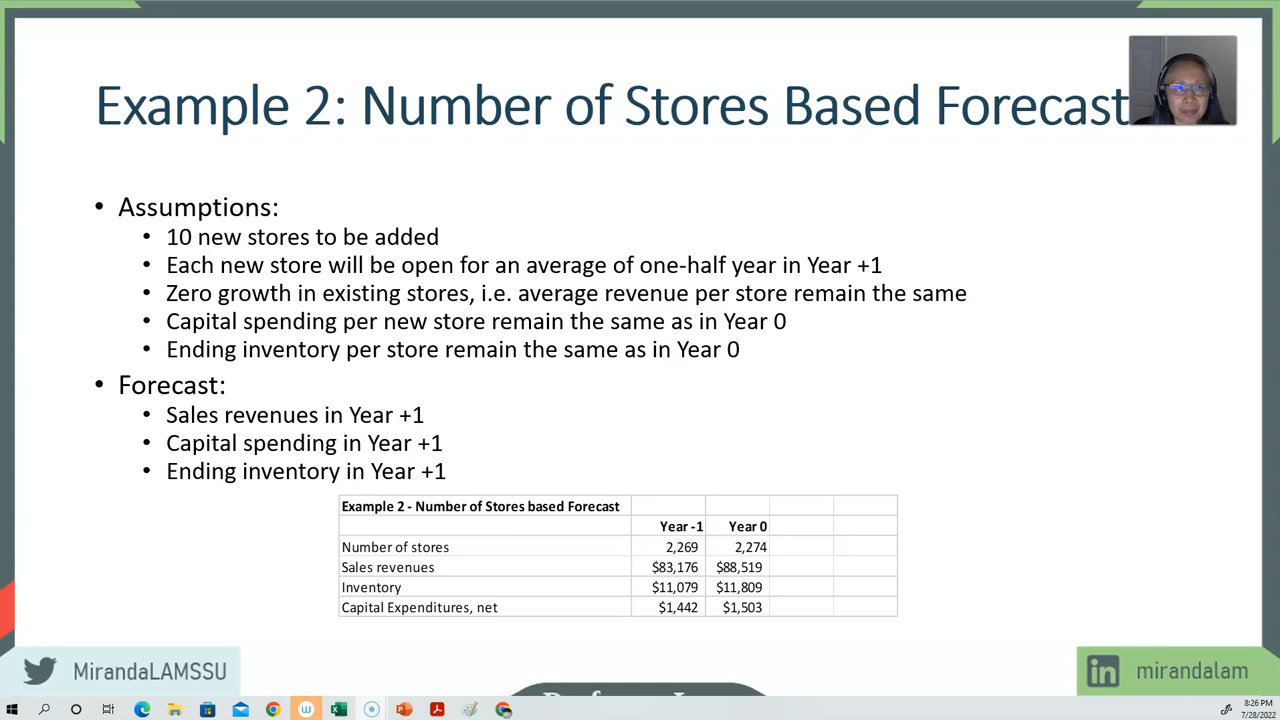 Example 2: Number of Stores Based Forecast
• Assumptions:
• 10 new stores to be added
• Each new store will be open for an average of one-half year in Year +1
• Zero growth in existing stores, i.e. average revenue per store remain the same
• Capital spending per new store remain the same as in Year 0
• Ending inventory per store remain the same as in Year 0
• Forecast:
• Sales revenues in Year +1
• Capital spending in Year +1
• Ending inventory in Year +1
Example 2 - Number of Stores based Forecast
Year -1 Year 0
Number of stores 2,269 2,274
Sales revenues $83,176 $88,519
Inventory $11,079 $11,809
Capital Expenditures, net $1,442 $1,503
MirandaLAMSSU
in mirandalam
8:26 PM
7/28/2022